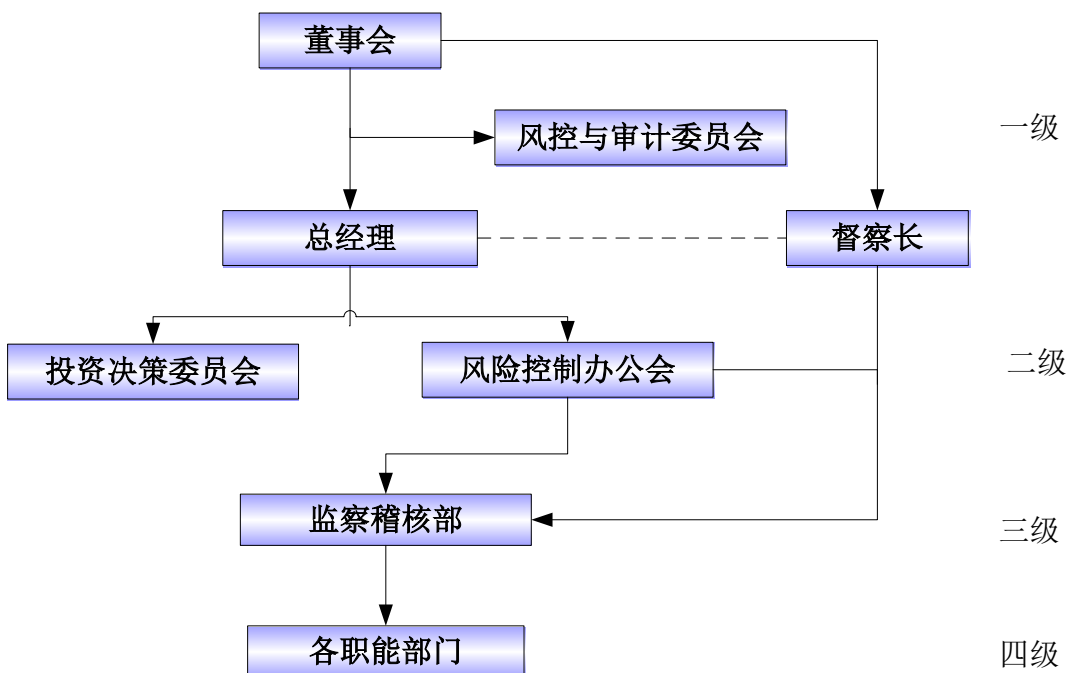 董事会
风控与审计委员会
一级
总经理
督察长
投资决策委员会
风险控制办公会
二级
监察稽核部
三级
各职能部门
四级